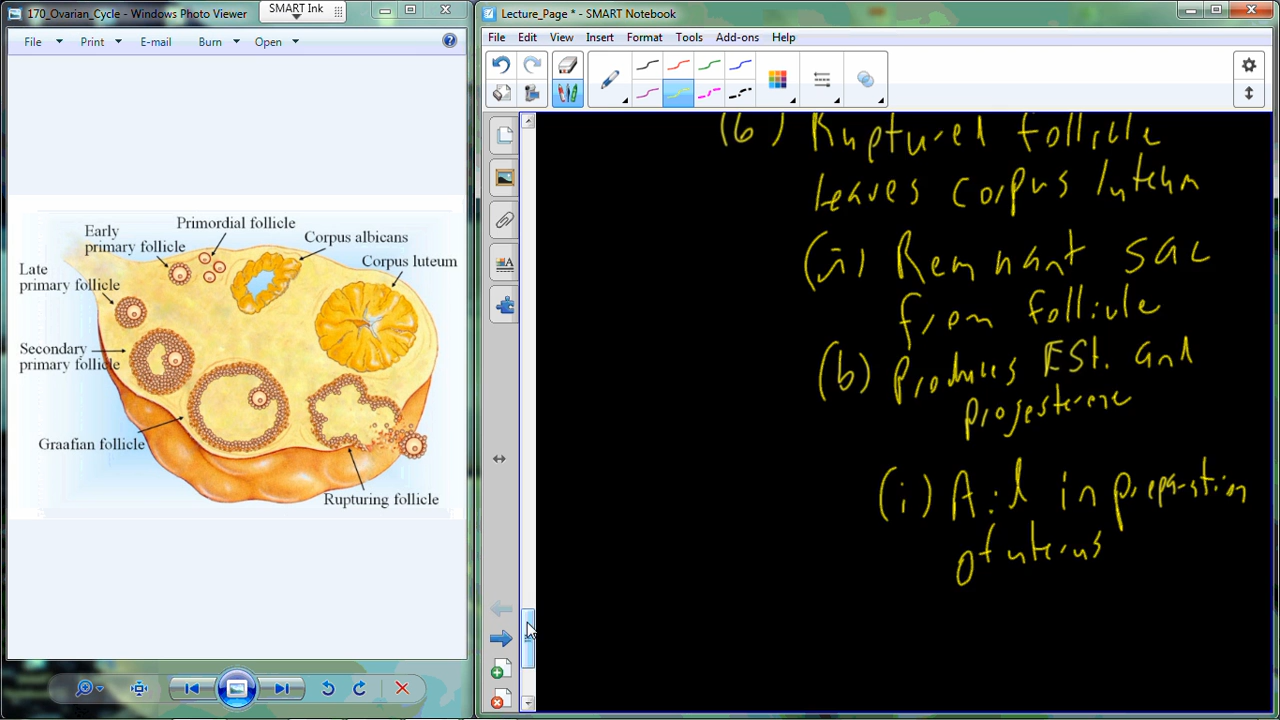 170_Ovarian_Cycle - Windows Photo Viewer
SMART Ink
File Print E-mail Burn Open
Primordial follicle
Early
primary follicle
Corpus albicans
Corpus luteum
Late
primary follicle
Secondary
primary follicle
Graafian follicle
Rupturing follicle
Lecture_Page * - SMART Notebook
File Edit View Insert Format Tools Add-ons Help
(6) Ruptured follicle
leaves corpus luteum
(a) Remnant sac
from follicle
(b) Produces Est. and
progesterone
(i) Aid in preparation
of uterus